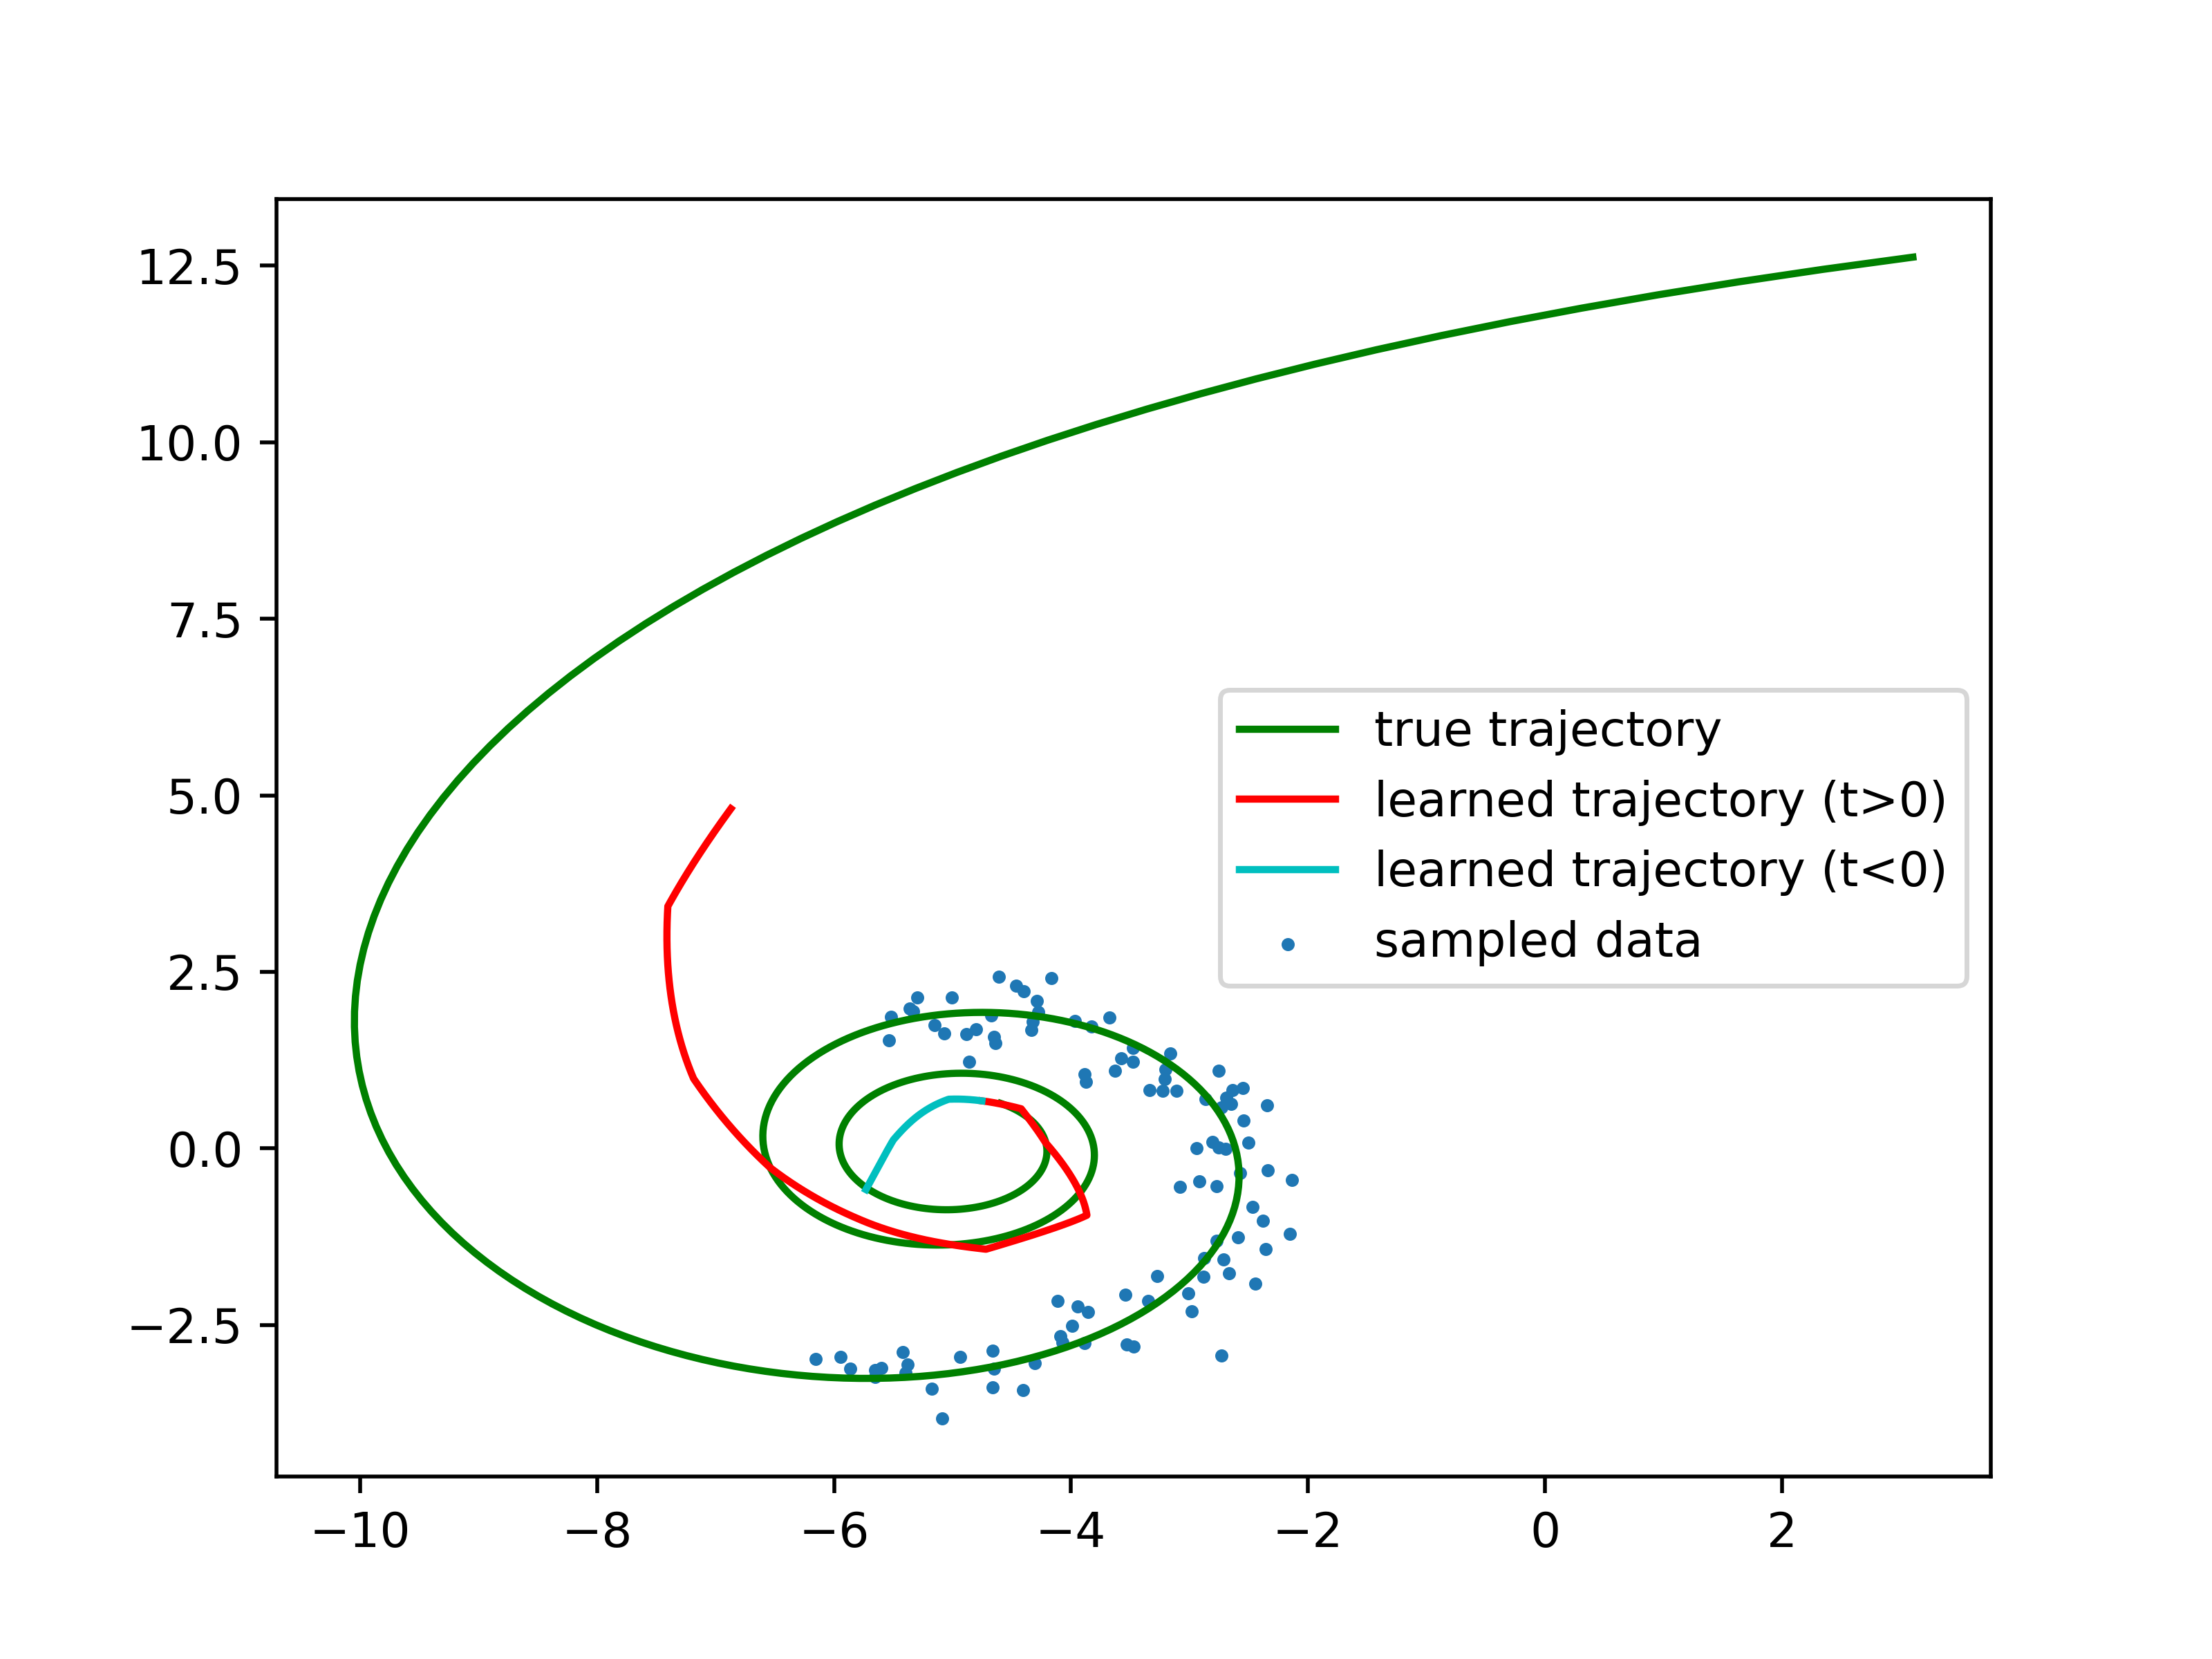 12.5
10.0
7.5
5.0
2.5
0.0
−2.5
true trajectory
learned trajectory (t>0)
learned trajectory (t<0)
sampled data
−10 −8 −6 −4 −2 0 2